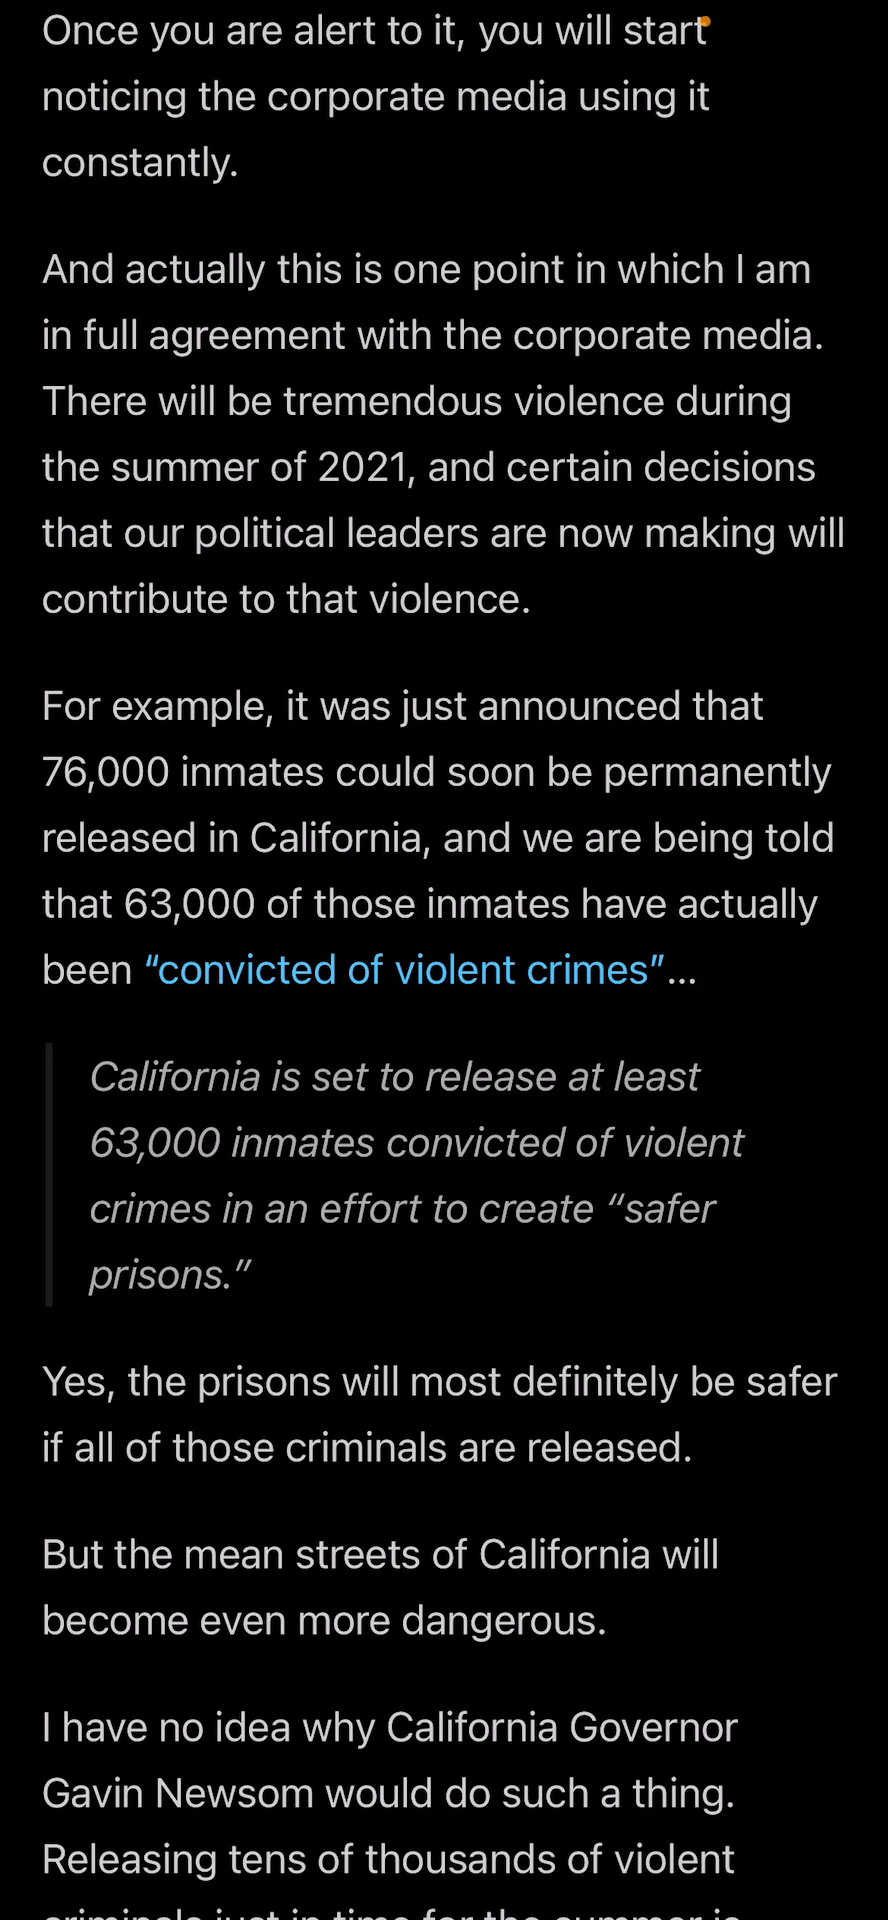 Once you are alert to it, you will start
noticing the corporate media using it
constantly.
And actually this is one point in which I am
in full agreement with the corporate media.
There will be tremendous violence during
the summer of 2021, and certain decisions
that our political leaders are now making will
contribute to that violence.
For example, it was just announced that
76,000 inmates could soon be permanently
released in California, and we are being told
that 63,000 of those inmates have actually
been “convicted of violent crimes”…
California is set to release at least
63,000 inmates convicted of violent
crimes in an effort to create “safer
prisons.”
Yes, the prisons will most definitely be safer
if all of those criminals are released.
But the mean streets of California will
become even more dangerous.
I have no idea why California Governor
Gavin Newsom would do such a thing.
Releasing tens of thousands of violent
criminals just in time for the summer is